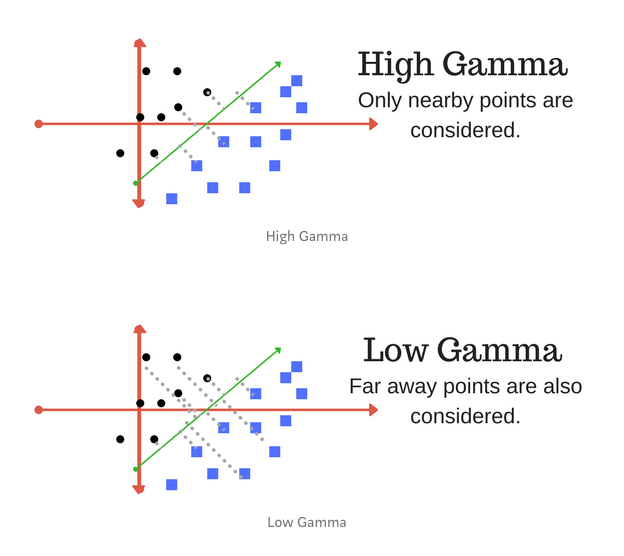 High Gamma
Only nearby points are
considered.
High Gamma
Low Gamma
Far away points are also
considered.
Low Gamma